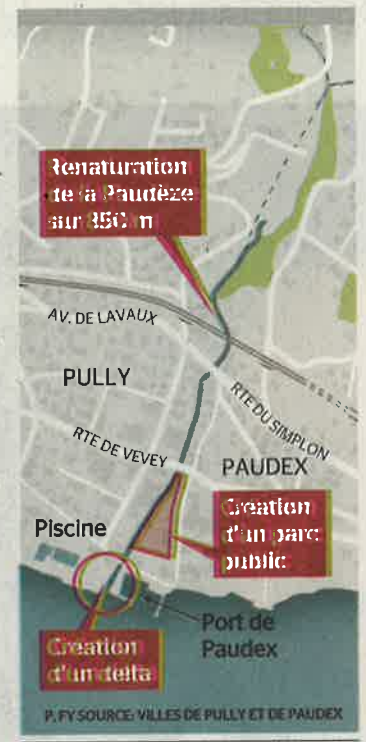 Renaturation
de la Paudèze
sur 850 m
AV. DE LAVAUX
PULLY
RTE DU SIMPLON
RTE DE VEVEY
PAUDEX
Création
d'un parc
public
Piscine
Port de
Paudex
Création
d'un delta
P. FY SOURCE: VILLES DE PULLY ET DE PAUDEX